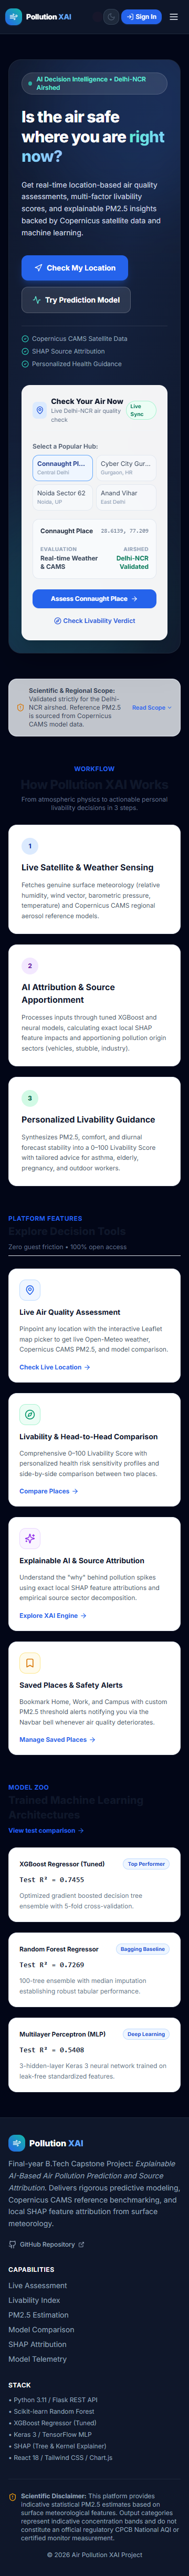 Pollution XAI
Sign In
AI Decision Intelligence • Delhi-NCR
Airshed
Is the air safe
where you are right
now?
Get real-time location-based air quality
assessments, multi-factor livability
scores, and explainable PM2.5 insights
backed by Copernicus satellite data and
machine learning.
Check My Location
Try Prediction Model
Copernicus CAMS Satellite Data
SHAP Source Attribution
Personalized Health Guidance
Check Your Air Now
Live Delhi-NCR air quality
check
Live
Sync
Select a Popular Hub:
Connaught Pl...
Central Delhi
Cyber City Gur...
Gurgaon, HR
Noida Sector 62
Noida, UP
Anand Vihar
East Delhi
Connaught Place
28.6139, 77.209
EVALUATION
Real-time Weather
& CAMS
AIRSHED
Delhi-NCR
Validated
Assess Connaught Place →
Check Livability Verdict
Scientific & Regional Scope:
Validated strictly for the Delhi-
NCR airshed. Reference PM2.5
is sourced from Copernicus
CAMS model data.
Read Scope
WORKFLOW
How Pollution XAI Works
From atmospheric physics to actionable personal
livability decisions in 3 steps.
1
Live Satellite & Weather Sensing
Fetches genuine surface meteorology (relative
humidity, wind vector, barometric pressure,
temperature) and Copernicus CAMS regional
aerosol reference models.
2
AI Attribution & Source
Apportionment
Processes inputs through tuned XGBoost and
neural models, calculating exact local SHAP
feature impacts and apportioning pollution origin
sectors (vehicles, stubble, industry).
3
Personalized Livability Guidance
Synthesizes PM2.5, comfort, and diurnal
forecast stability into a 0–100 Livability Score
with tailored advice for asthma, elderly,
pregnancy, and outdoor workers.
PLATFORM FEATURES
Explore Decision Tools
Zero guest friction • 100% open access
Live Air Quality Assessment
Pinpoint any location with the interactive Leaflet
map picker to get live Open-Meteo weather,
Copernicus CAMS PM2.5, and model comparison.
Check Live Location →
Livability & Head-to-Head Comparison
Comprehensive 0–100 Livability Score with
personalized health risk sensitivity profiles and
side-by-side comparison between two places.
Compare Places →
Explainable AI & Source Attribution
Understand the "why" behind pollution spikes
using exact local SHAP feature attributions and
empirical source sector decomposition.
Explore XAI Engine →
Saved Places & Safety Alerts
Bookmark Home, Work, and Campus with custom
PM2.5 threshold alerts notifying you via the
Navbar bell whenever air quality deteriorates.
Manage Saved Places →
MODEL ZOO
Trained Machine Learning
Architectures
View test comparison →
XGBoost Regressor (Tuned)
Top Performer
Test R² = 0.7455
Optimized gradient boosted decision tree
ensemble with 5-fold cross-validation.
Random Forest Regressor
Bagging Baseline
Test R² = 0.7269
100-tree ensemble with median imputation
establishing robust tabular performance.
Multilayer Perceptron (MLP)
Deep Learning
Test R² = 0.5408
3-hidden-layer Keras 3 neural network trained on
leak-free standardized features.
Pollution XAI
Final-year B.Tech Capstone Project: Explainable
AI-Based Air Pollution Prediction and Source
Attribution. Delivers rigorous predictive modeling,
Copernicus CAMS reference benchmarking, and
local SHAP feature attribution from surface
meteorology.
GitHub Repository
CAPABILITIES
Live Assessment
Livability Index
PM2.5 Estimation
Model Comparison
SHAP Attribution
Model Telemetry
STACK
• Python 3.11 / Flask REST API
• Scikit-learn Random Forest
• XGBoost Regressor (Tuned)
• Keras 3 / TensorFlow MLP
• SHAP (Tree & Kernel Explainer)
• React 18 / Tailwind CSS / Chart.js
Scientific Disclaimer: This platform provides
indicative statistical PM2.5 estimates based on
surface meteorological features. Output categories
represent indicative concentration bands and do not
constitute an official regulatory CPCB National AQI or
certified monitor measurement.
© 2026 Air Pollution XAI Project